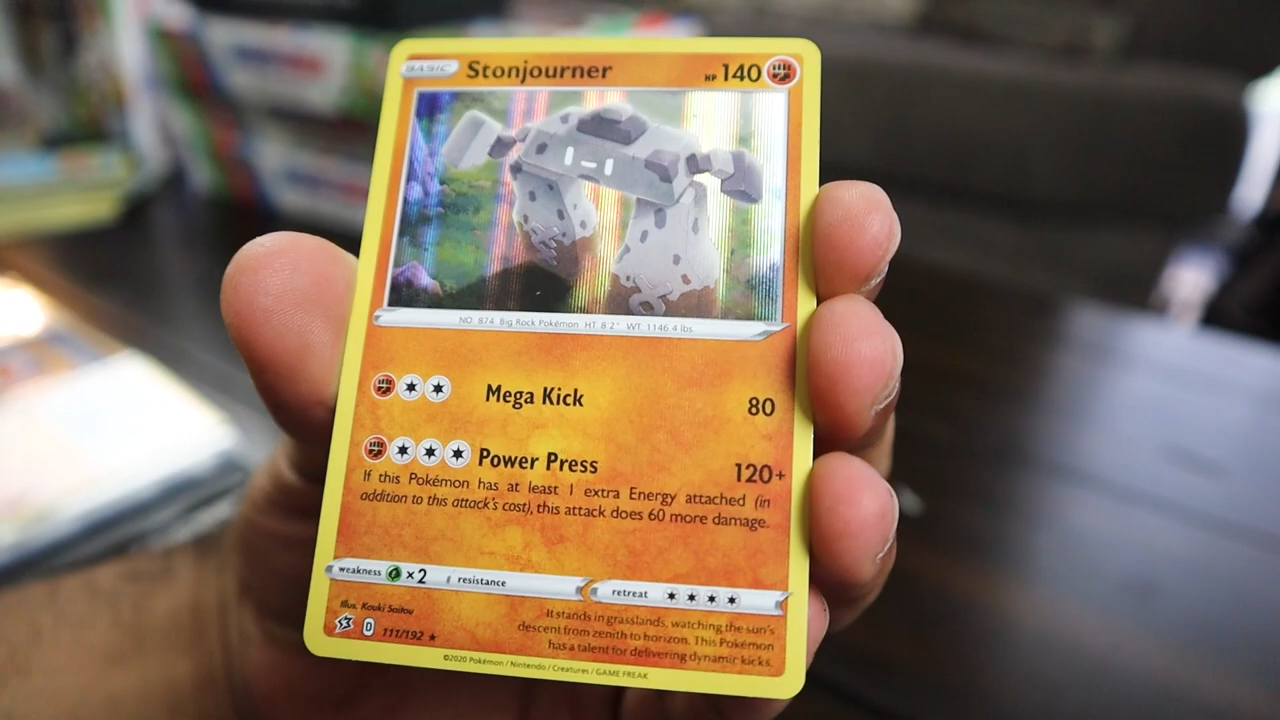 BASIC Stonjourner HP 140
NO. 874 Big Rock Pokémon HT. 8'2" WT. 1146.4 lbs.
Mega Kick 80
Power Press 120+
If this Pokémon has at least 1 extra Energy attached (in
addition to this attack's cost), this attack does 60 more damage.
weakness ×2 resistance retreat
Illus. Kouki Saitou
It stands in grasslands, watching the sun's
descent from zenith to horizon. This Pokémon
has a talent for delivering dynamic kicks.
D 111/192 ★
©2020 Pokémon / Nintendo / Creatures / GAME FREAK